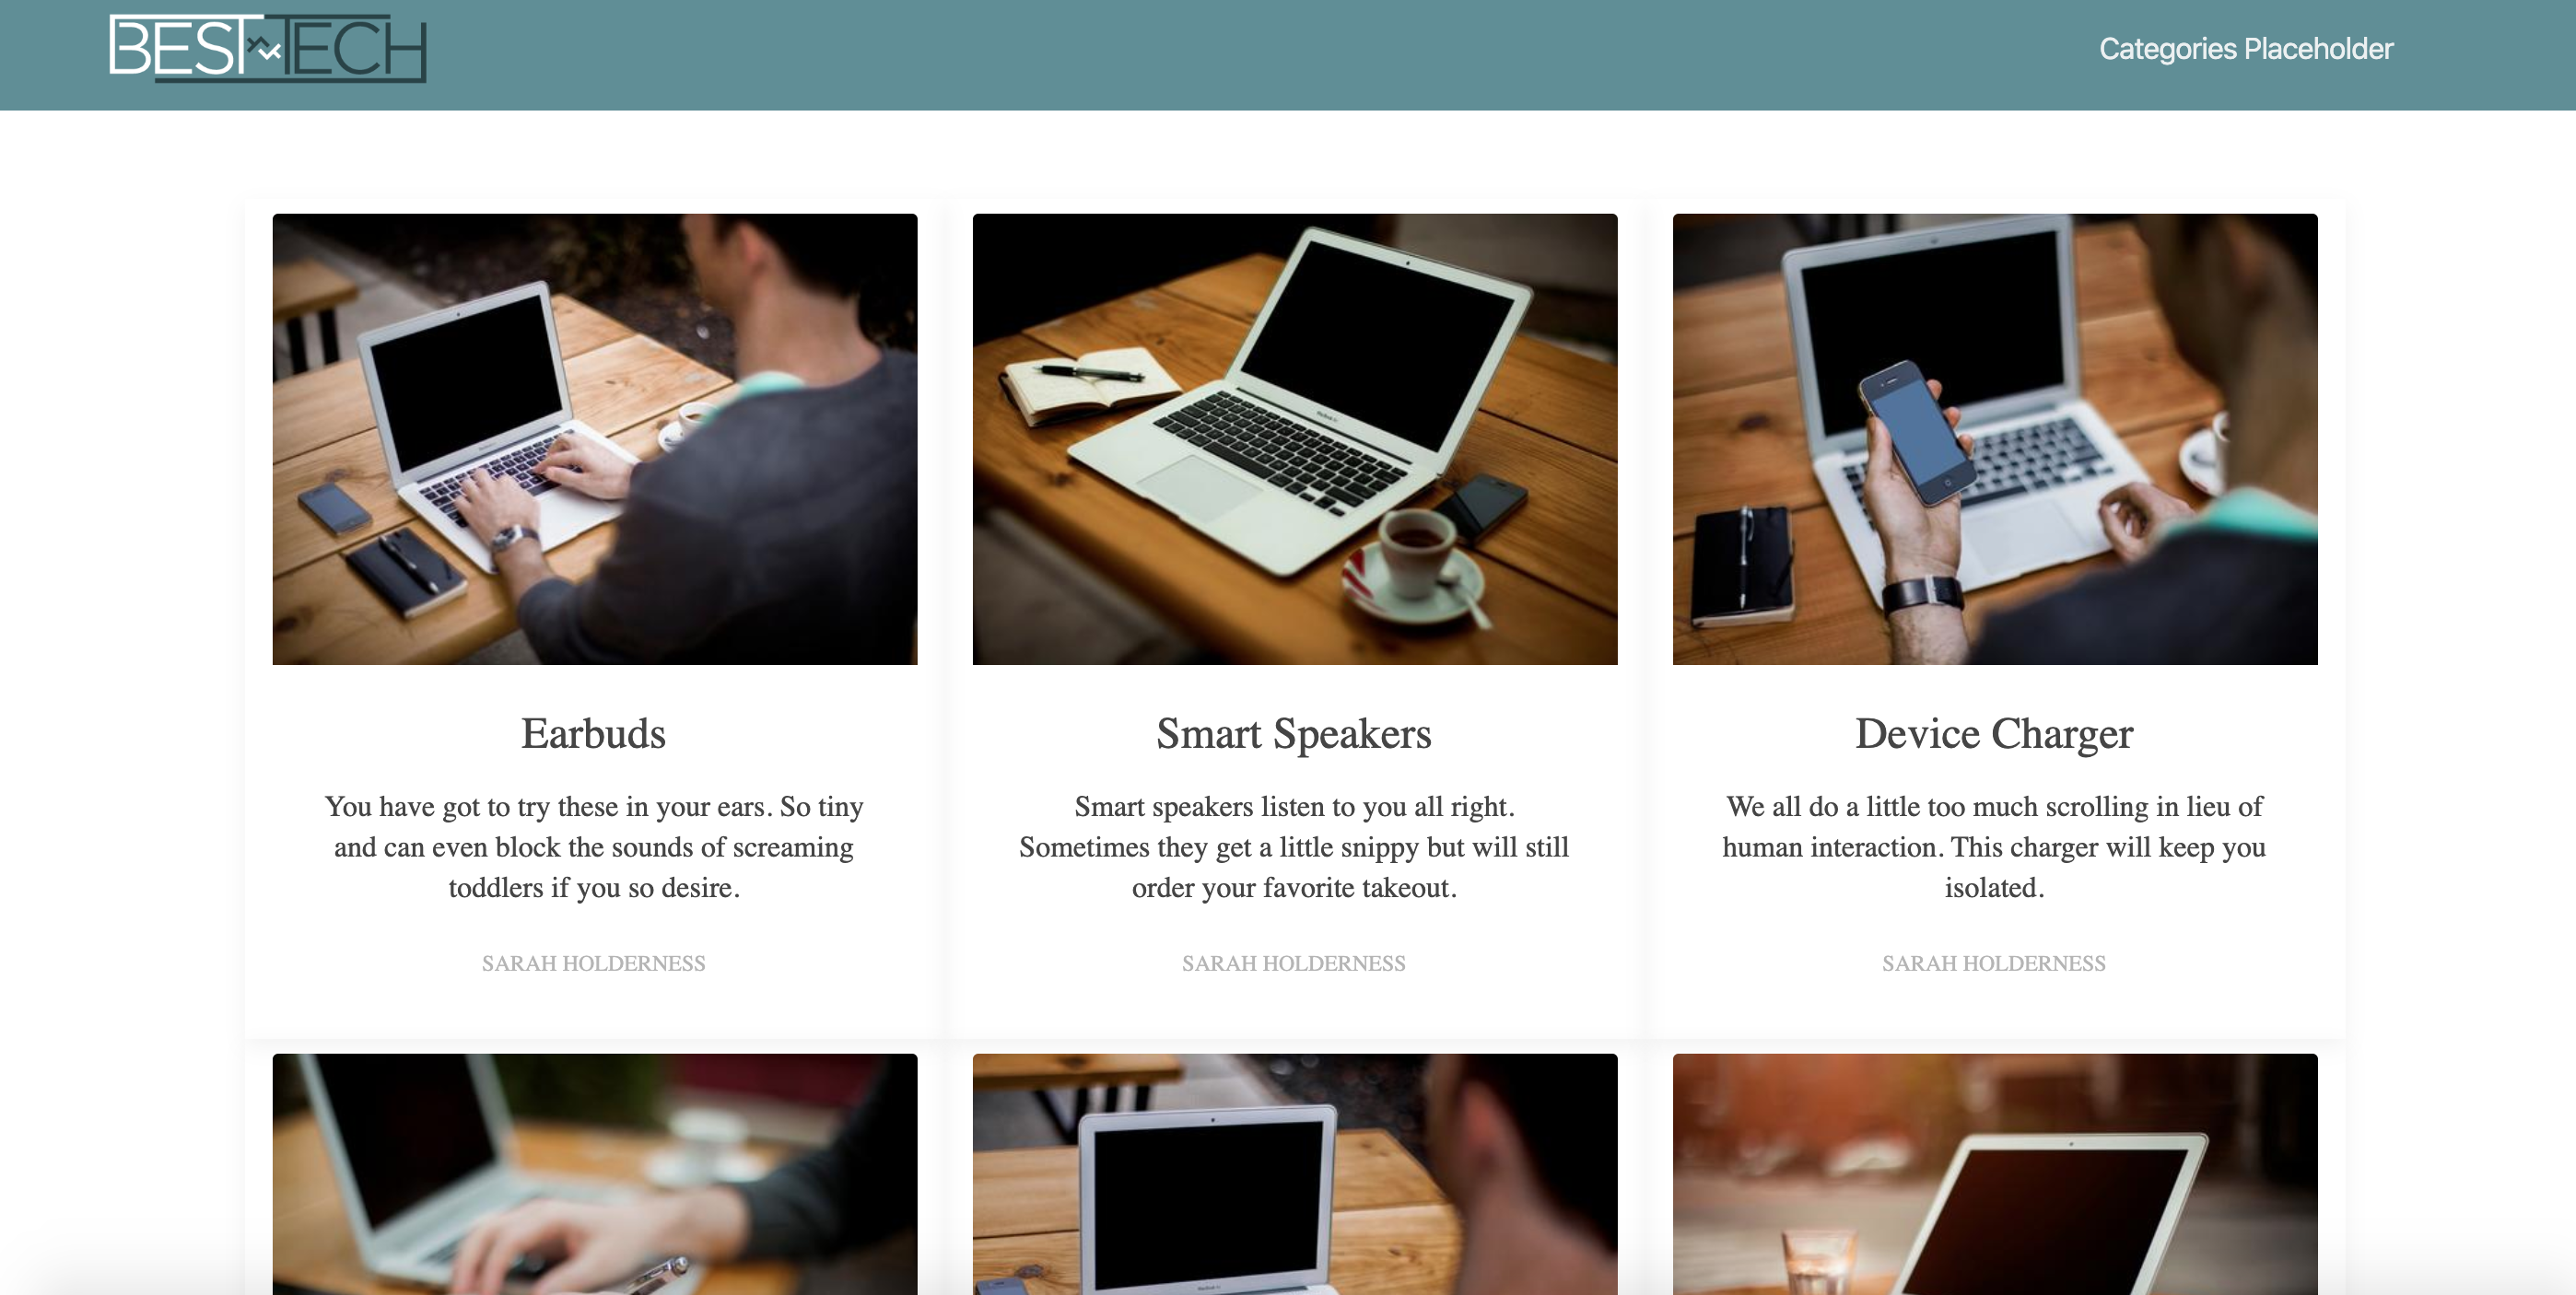 BEST TECH
Categories Placeholder
Earbuds
You have got to try these in your ears. So tiny
and can even block the sounds of screaming
toddlers if you so desire.
SARAH HOLDERNESS
Smart Speakers
Smart speakers listen to you all right.
Sometimes they get a little snippy but will still
order your favorite takeout.
SARAH HOLDERNESS
Device Charger
We all do a little too much scrolling in lieu of
human interaction. This charger will keep you
isolated.
SARAH HOLDERNESS